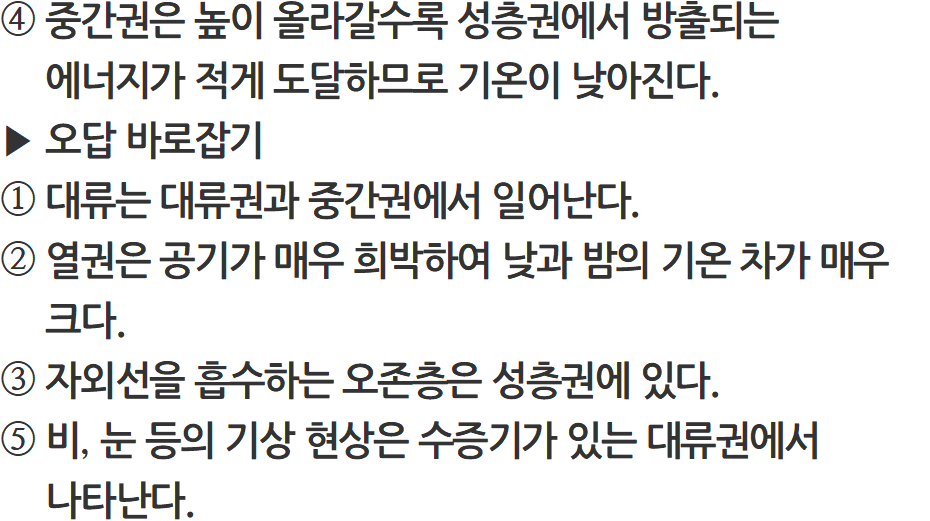 ④ 중간권은 높이 올라갈수록 성층권에서 방출되는
에너지가 적게 도달하므로 기온이 낮아진다.
▶ 오답 바로잡기
① 대류는 대류권과 중간권에서 일어난다.
② 열권은 공기가 매우 희박하여 낮과 밤의 기온 차가 매우
크다.
③ 자외선을 흡수하는 오존층은 성층권에 있다.
⑤ 비, 눈 등의 기상 현상은 수증기가 있는 대류권에서
나타난다.